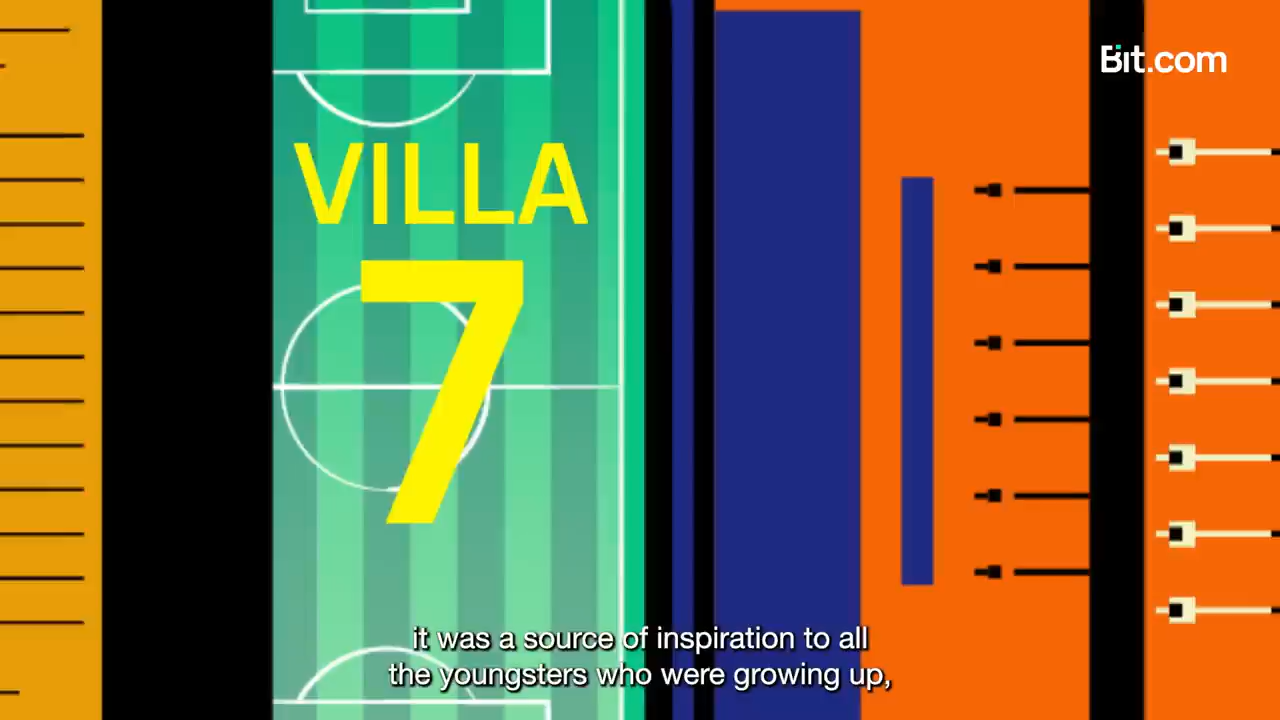 Bit.com
VILLA
7
it was a source of inspiration to all
the youngsters who were growing up,